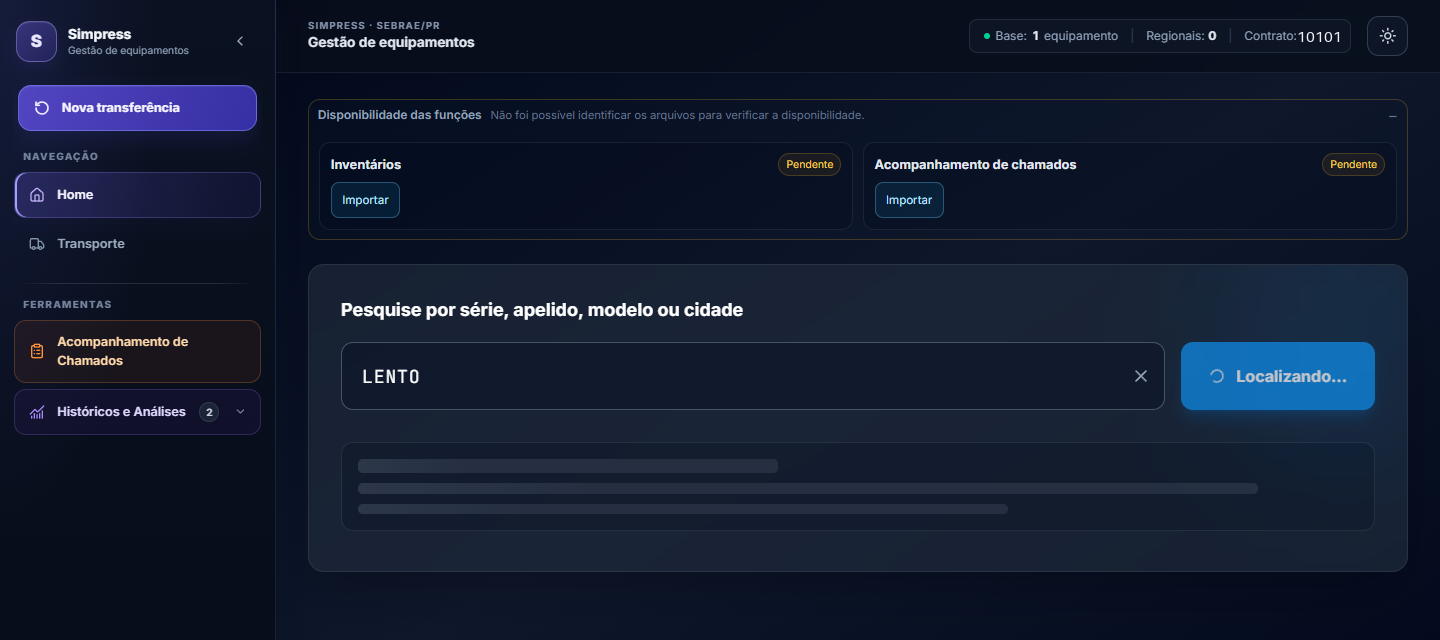 S
Simpress
Gestão de equipamentos
Nova transferência
NAVEGAÇÃO
Home
Transporte
FERRAMENTAS
Acompanhamento de
Chamados
Históricos e Análises 2
SIMPRESS · SEBRAE/PR
Gestão de equipamentos
Base: 1 equipamento
Regionais: 0
Contrato:10101
Disponibilidade das funções Não foi possível identificar os arquivos para verificar a disponibilidade.
Inventários
Pendente
Importar
Acompanhamento de chamados
Pendente
Importar
Pesquise por série, apelido, modelo ou cidade
LENTO
Localizando...